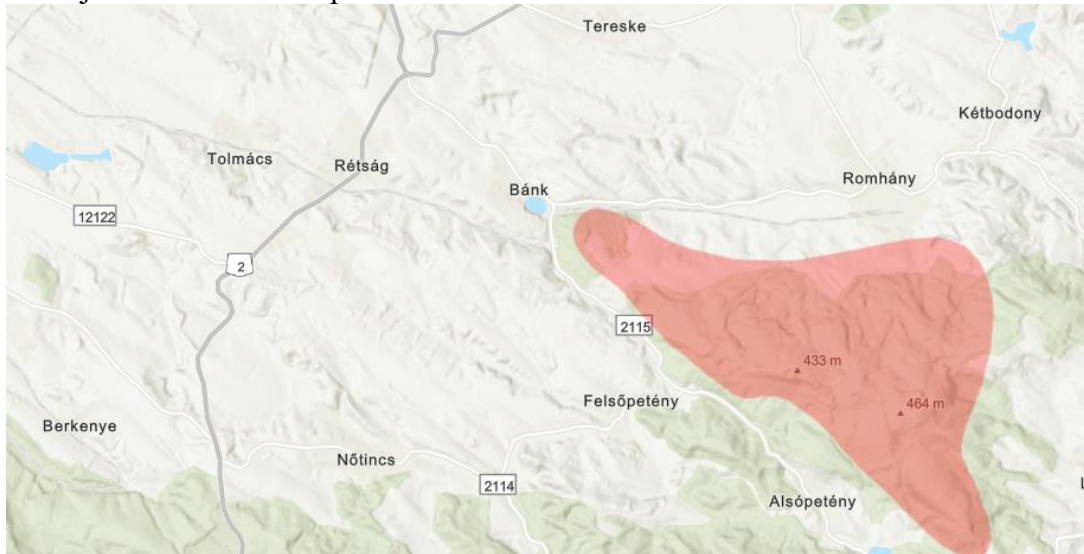 Tereske
Kétbodony
Tolmács
Rétság
Romhány
Bánk
12122
2
2115
433 m
Felsőpetény
464 m
Berkenye
Nőtincs
2114
Alsópetény